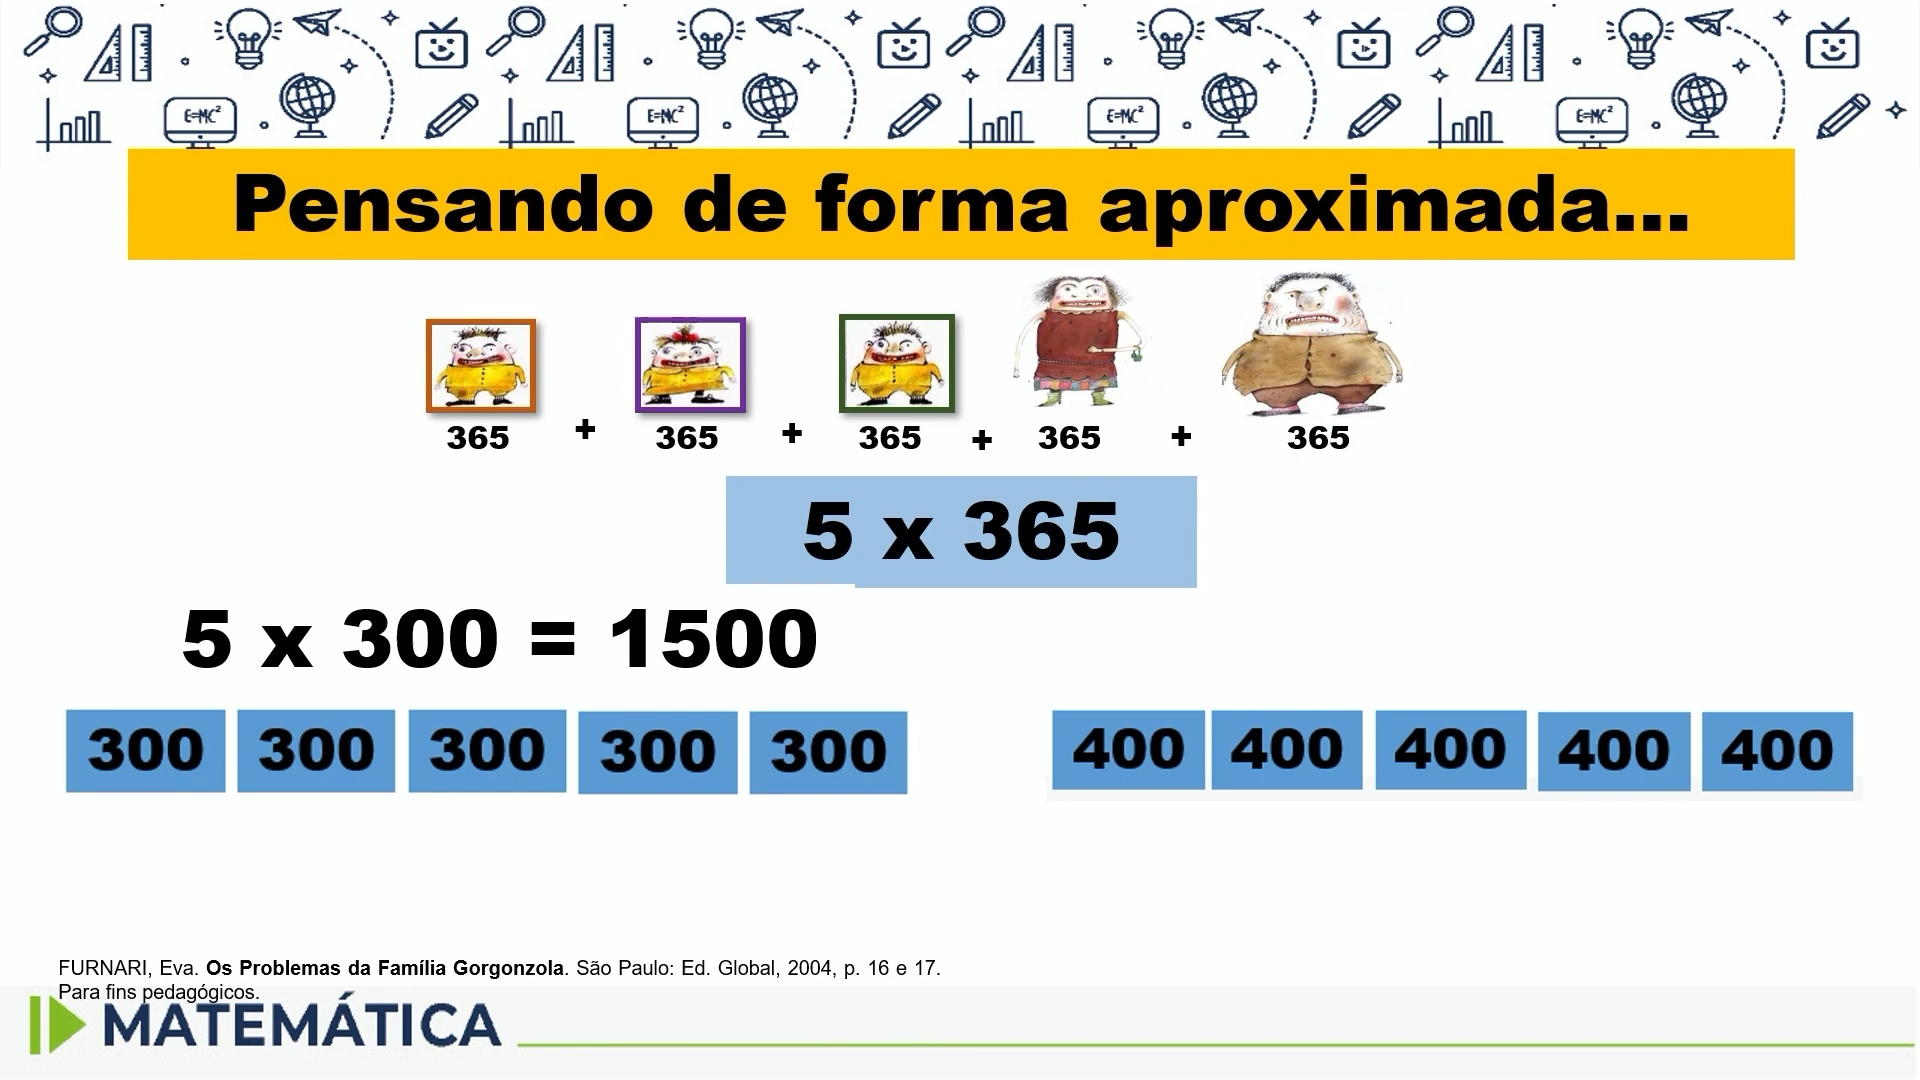 E=MC²
E=MC²
E=MC²
E=MC²
Pensando de forma aproximada...
365 + 365 + 365 + 365 + 365
5 x 365
5 x 300 = 1500
300 300 300 300 300
400 400 400 400 400
FURNARI, Eva. Os Problemas da Família Gorgonzola. São Paulo: Ed. Global, 2004, p. 16 e 17.
Para fins pedagógicos.
MATEMÁTICA